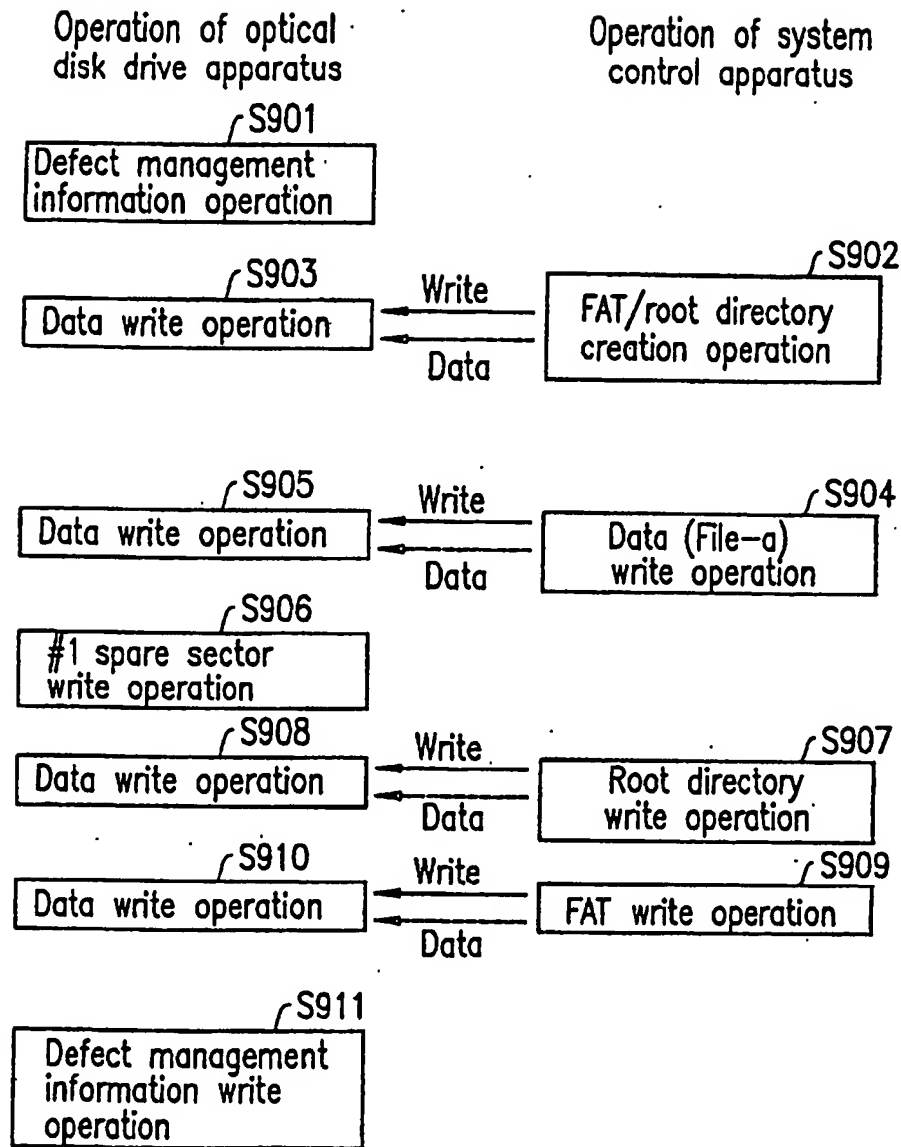 Operation of optical
disk drive apparatus
Operation of system
control apparatus
S901
Defect management
information operation
S902
FAT/root directory
creation operation
S903
Data write operation
Write
Data
S904
Data (File-a)
write operation
S905
Data write operation
Write
Data
S906
#1 spare sector
write operation
S907
Root directory
write operation
S908
Data write operation
Write
Data
S909
FAT write operation
S910
Data write operation
Write
Data
S911
Defect management
information write
operation